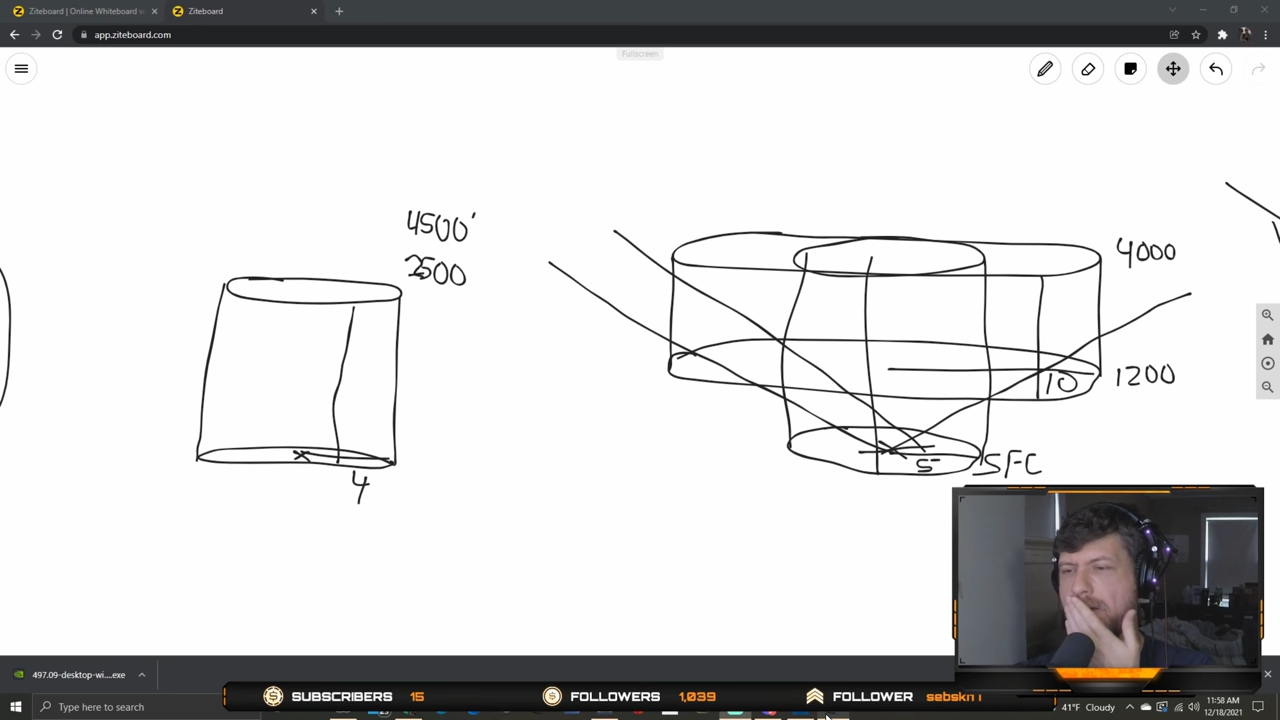 Ziteboard | Online Whiteboard
Ziteboard
app.ziteboard.com
Fullscreen
4500'
2500
4
4000
1200
10
5
SFC
497.09-desktop-wi....exe
SUBSCRIBERS 15
FOLLOWERS 1,039
FOLLOWER
Type here to search
41°F Cloudy
11:58 AM
12/18/2021